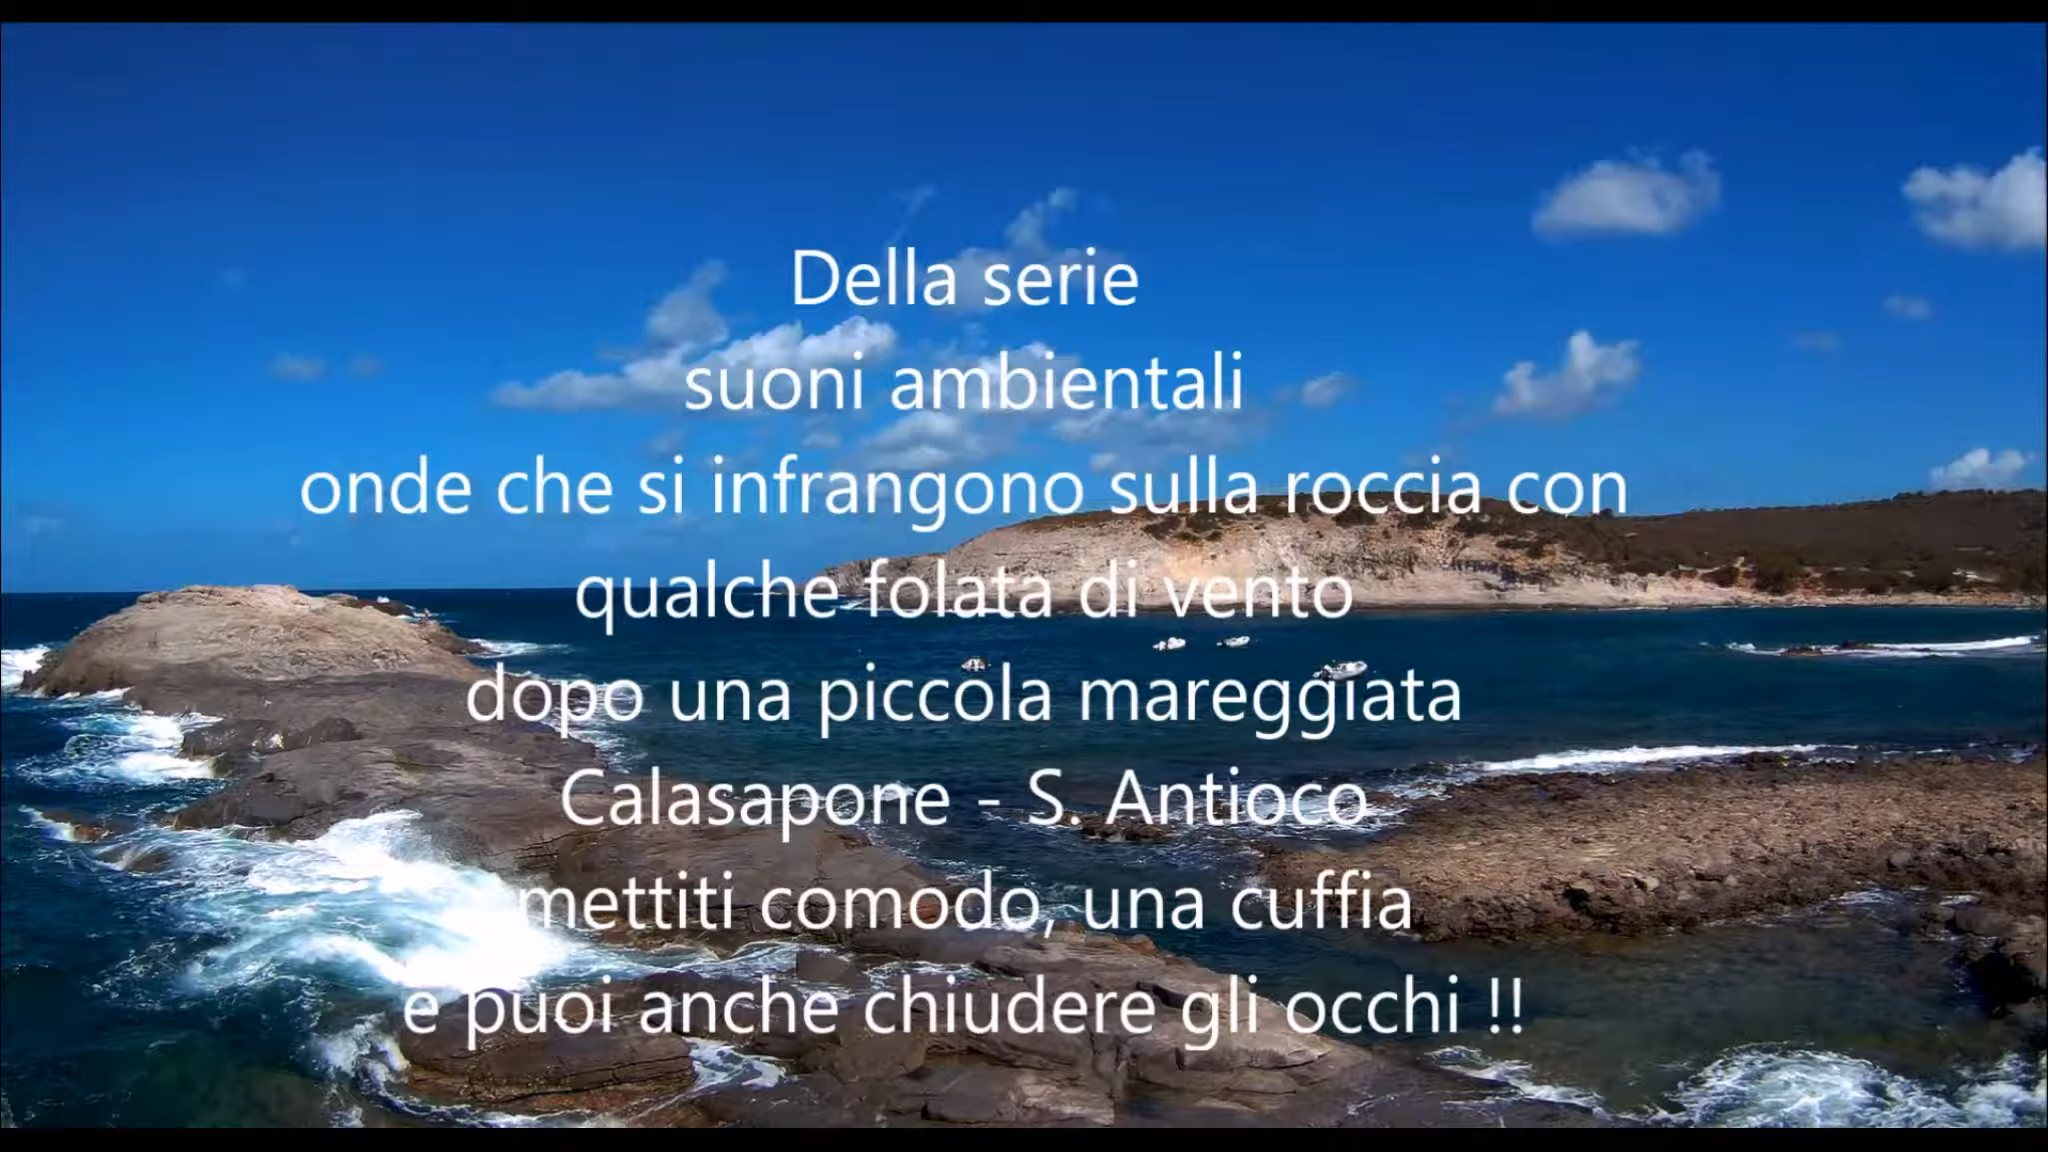 Della serie
suoni ambientali
onde che si infrangono sulla roccia con
qualche folata di vento
dopo una piccola mareggiata
Calasapone - S. Antioco
mettiti comodo, una cuffia
e puoi anche chiudere gli occhi !!